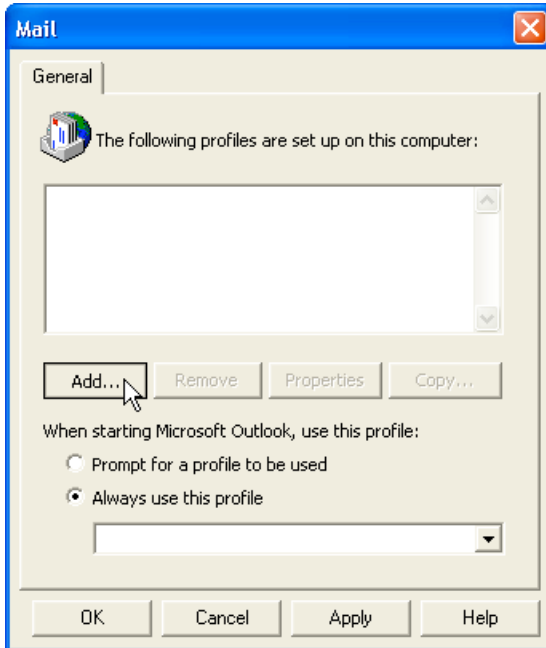 Mail
General
The following profiles are set up on this computer:
Add...
Remove
Properties
Copy...
When starting Microsoft Outlook, use this profile:
Prompt for a profile to be used
Always use this profile
OK
Cancel
Apply
Help